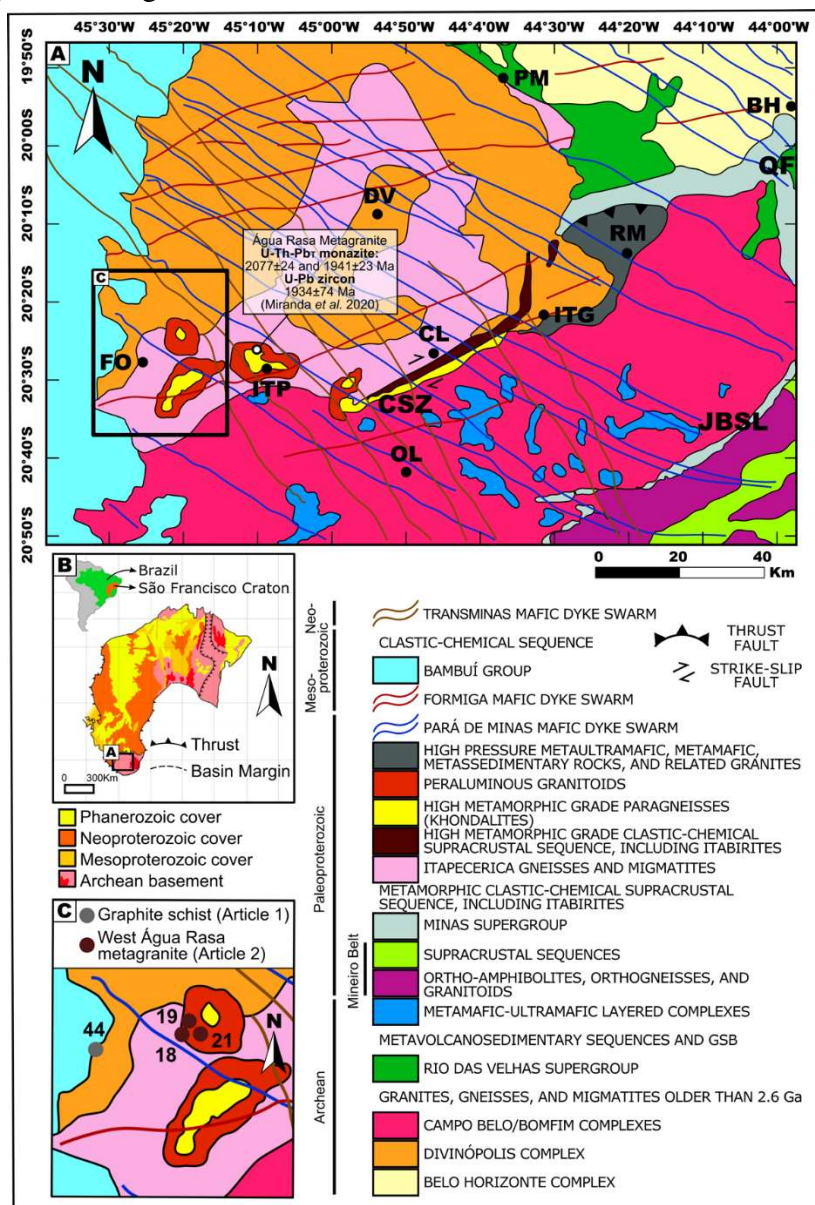 45°30'W 45°20'W 45°10'W 45°00'W 44°50'W 44°40'W 44°20'W 44°00'W
A
19°50'S
20°00'S
20°10'S
20°20'S
20°30'S
20°40'S
20°50'S
N
PM
BH
QF
DV
RM
Água Rasa Metagranite
U-Th-PbT monazite:
2077±24 and 1941±23 Ma
U-Pb zircon
1934±74 Ma
(Miranda et al. 2020)
C
ITG
CL
FO
ITP
CSZ
JBSL
OL
0 20 40
Km
B
Brazil
São Francisco Craton
N
A
Thrust
0 300Km
Basin Margin
Phanerozoic cover
Neoproterozoic cover
Mesoproterozoic cover
Archean basement
C
Graphite schist (Article 1)
West Água Rasa
metagranite (Article 2)
N
44
19
18
21
Neo-
Meso-
proterozoic
Paleoproterozoic
Mineiro Belt
Archean
TRANSMINAS MAFIC DYKE SWARM
CLASTIC-CHEMICAL SEQUENCE
BAMBUÍ GROUP
FORMIGA MAFIC DYKE SWARM
PARÁ DE MINAS MAFIC DYKE SWARM
THRUST
FAULT
STRIKE-SLIP
FAULT
HIGH PRESSURE METAULTRAMAFIC, METAMAFIC,
METASSEDIMENTARY ROCKS, AND RELATED GRANITES
PERALUMINOUS GRANITOIDS
HIGH METAMORPHIC GRADE PARAGNEISSES
(KHONDALITES)
HIGH METAMORPHIC GRADE CLASTIC-CHEMICAL
SUPRACRUSTAL SEQUENCE, INCLUDING ITABIRITES
ITAPECERICA GNEISSES AND MIGMATITES
METAMORPHIC CLASTIC-CHEMICAL SUPRACRUSTAL
SEQUENCE, INCLUDING ITABIRITES
MINAS SUPERGROUP
SUPRACRUSTAL SEQUENCES
ORTHO-AMPHIBOLITES, ORTHOGNEISSES, AND
GRANITOIDS
METAMAFIC-ULTRAMAFIC LAYERED COMPLEXES
METAVOLCANOSEDIMENTARY SEQUENCES AND GSB
RIO DAS VELHAS SUPERGROUP
GRANITES, GNEISSES, AND MIGMATITES OLDER THAN 2.6 Ga
CAMPO BELO/BOMFIM COMPLEXES
DIVINÓPOLIS COMPLEX
BELO HORIZONTE COMPLEX